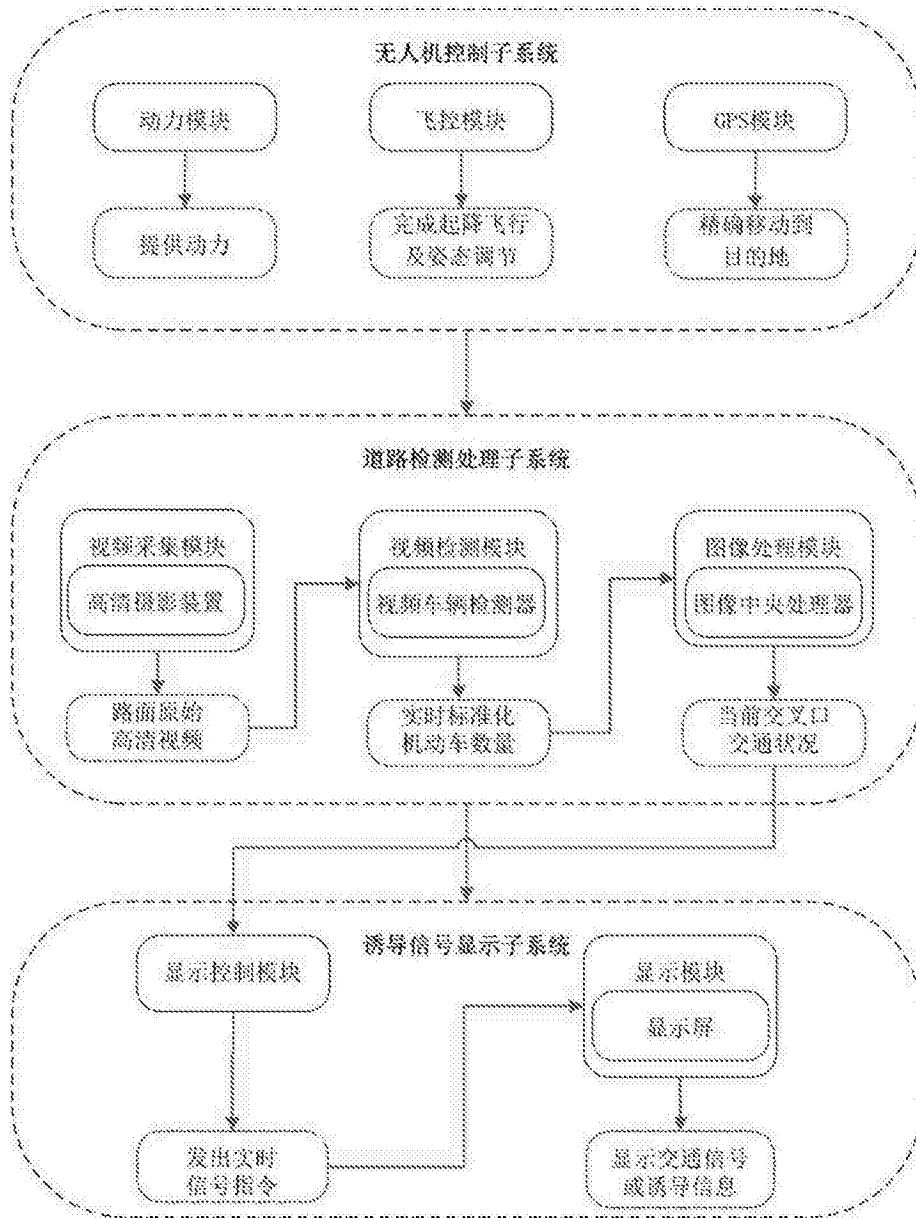 无人机控制子系统
动力模块
飞控模块
GPS模块
提供动力
完成起降飞行
及姿态调节
精确移动到
目的地
道路检测处理子系统
视频采集模块
高清摄影装置
视频检测模块
视频车辆检测器
图像处理模块
图像中央处理器
路面原始
高清视频
实时标准化
机动车数量
当前交叉口
交通状况
诱导信号显示子系统
显示控制模块
显示模块
显示屏
发出实时
信号指令
显示交通信号
或诱导信息